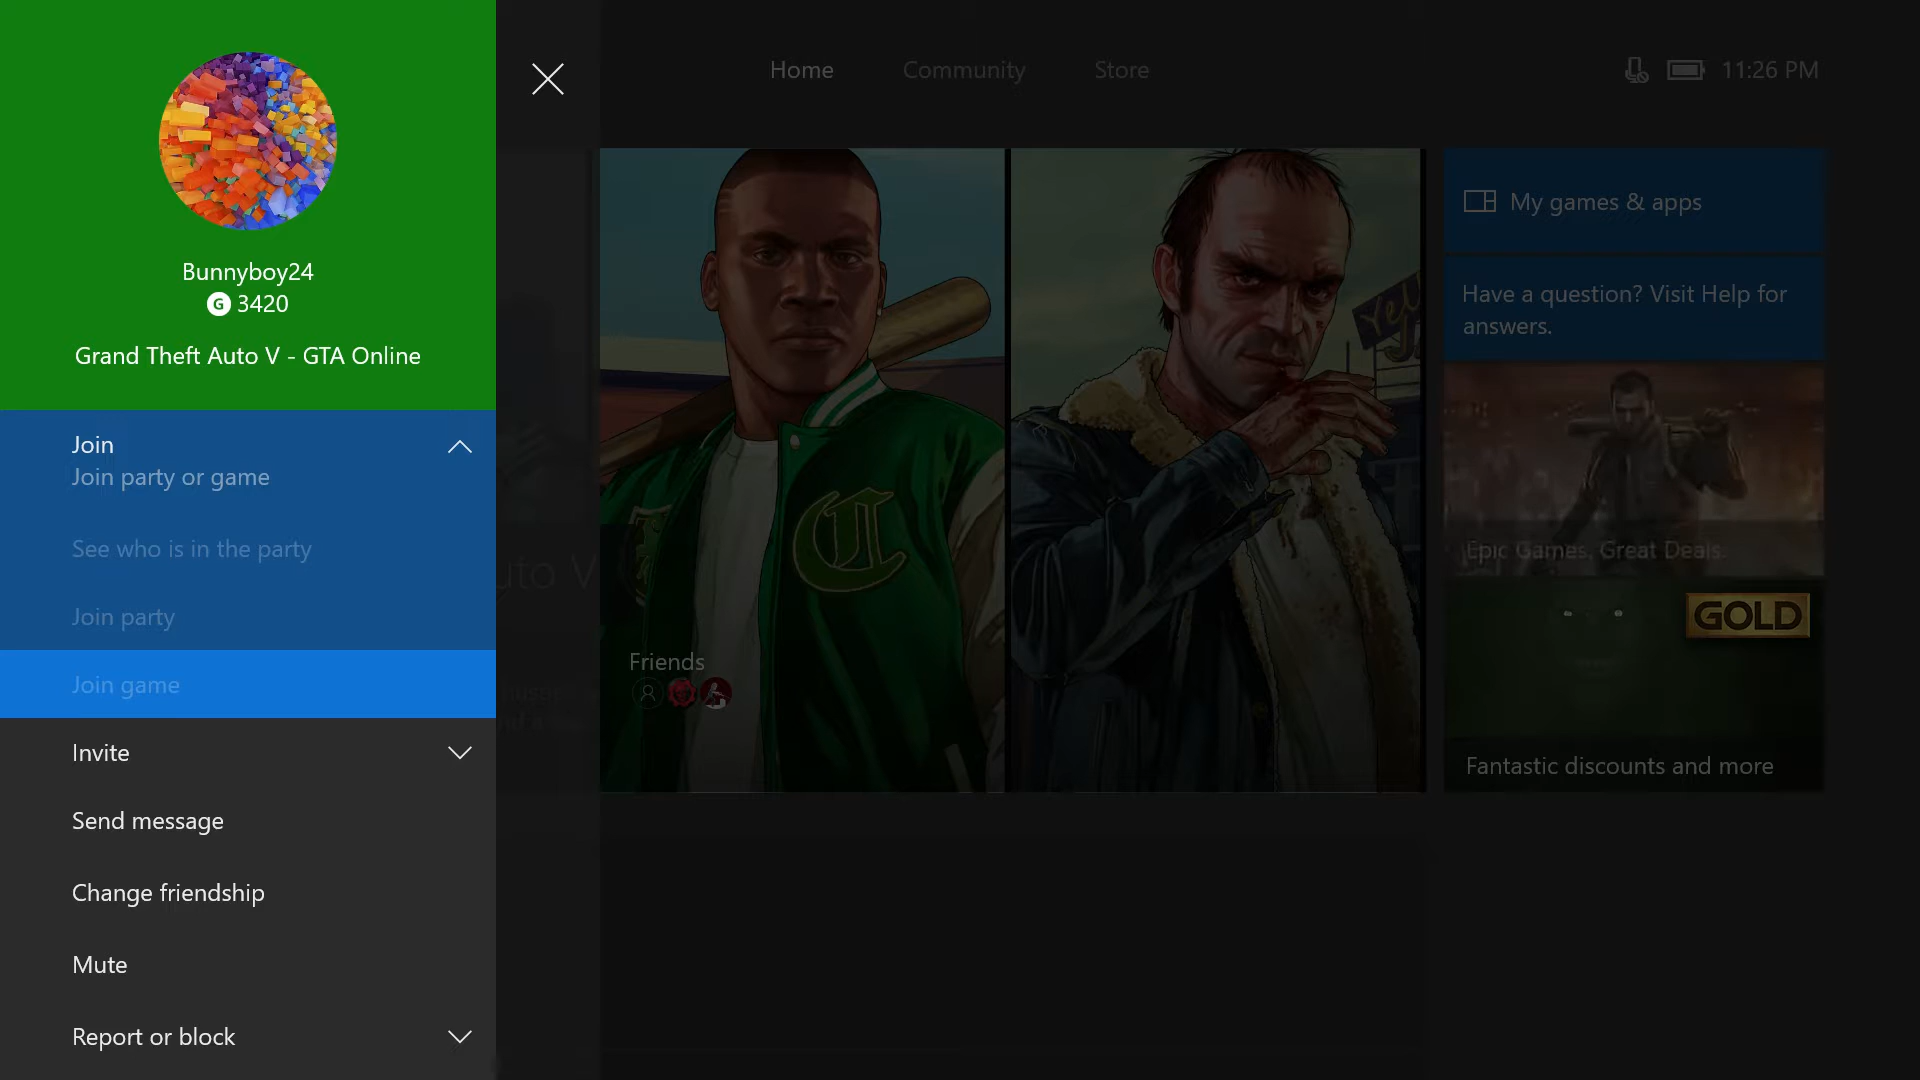 Bunnyboy24
G 3420
Grand Theft Auto V - GTA Online
Join
Join party or game
See who is in the party
Join party
Join game
Invite
Send message
Change friendship
Mute
Report or block
Home Community Store
11:26 PM
uto V
Friends
My games & apps
Have a question? Visit Help for
answers.
Epic Games. Great Deals.
GOLD
Fantastic discounts and more